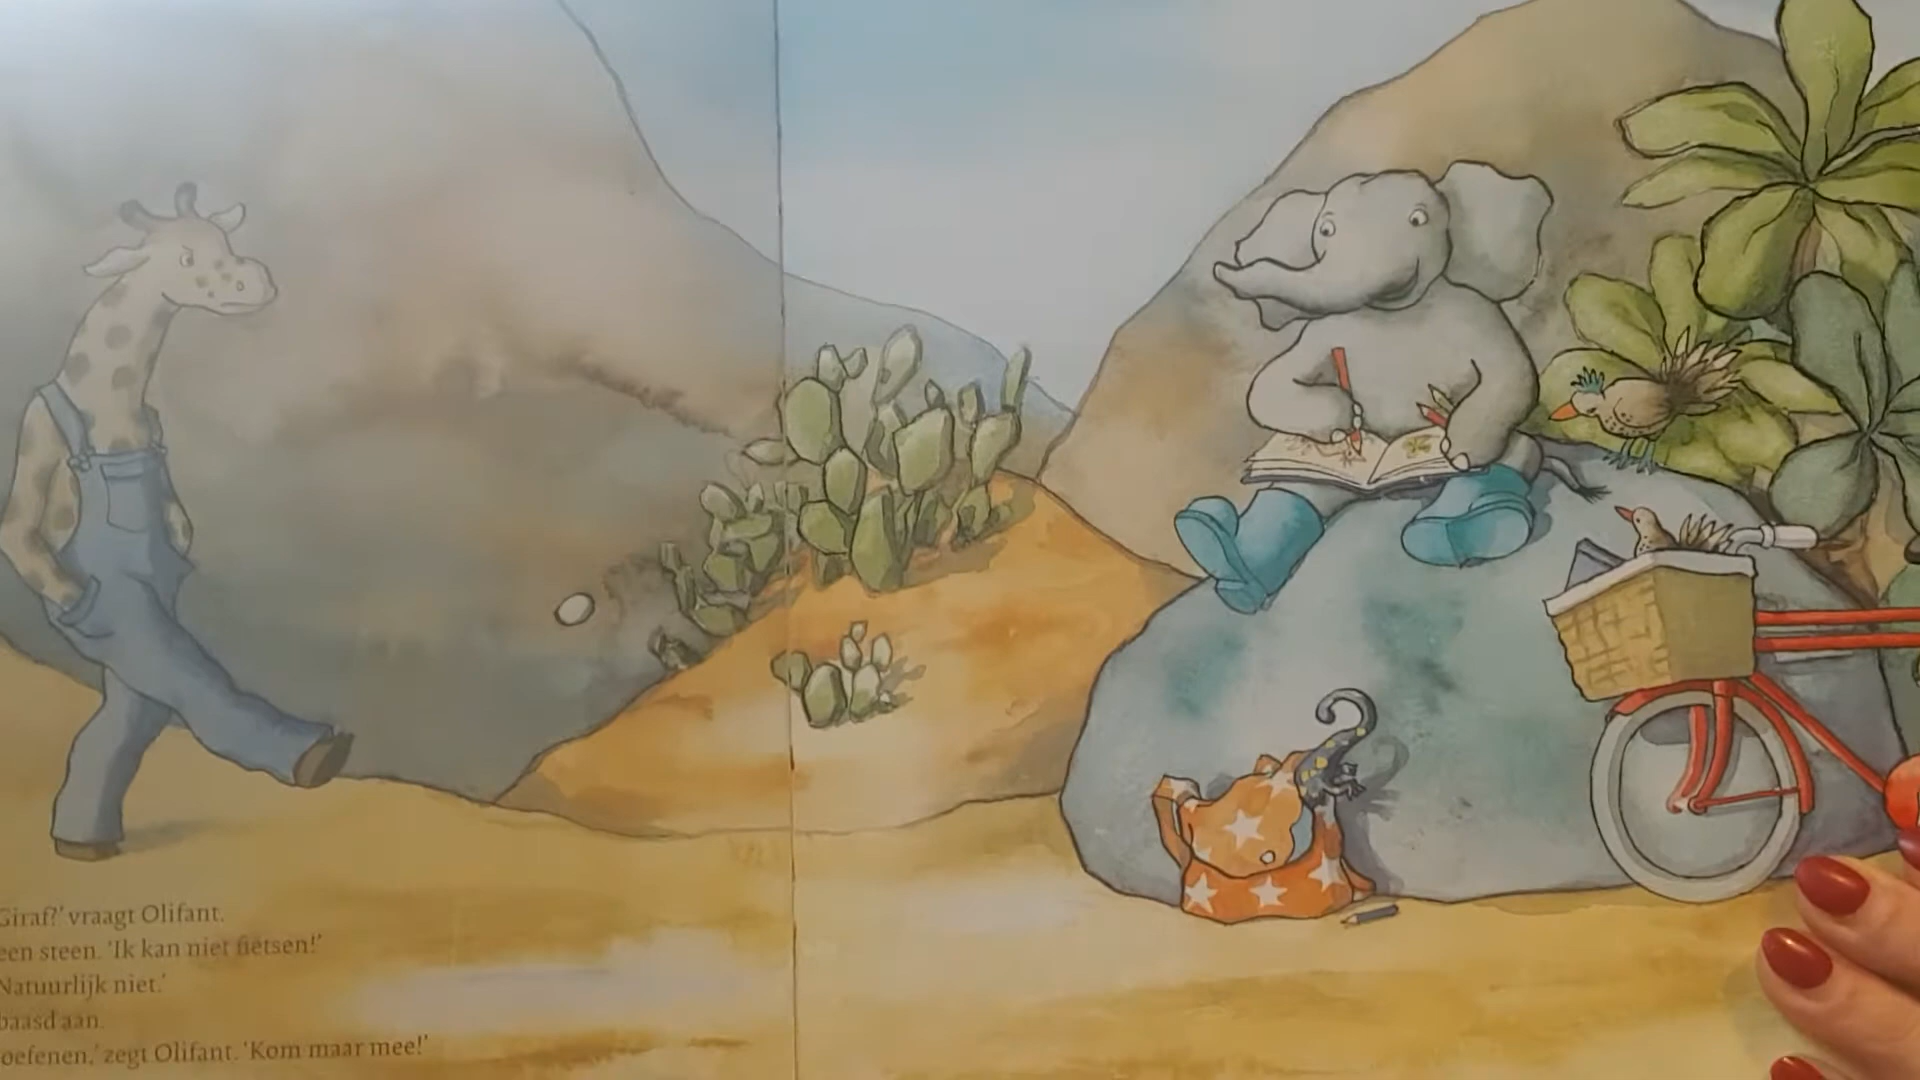 Giraf?' vraagt Olifant.
een steen. 'Ik kan niet fietsen!'
Natuurlijk niet.'
baasd aan.
oefenen,' zegt Olifant. 'Kom maar mee!'